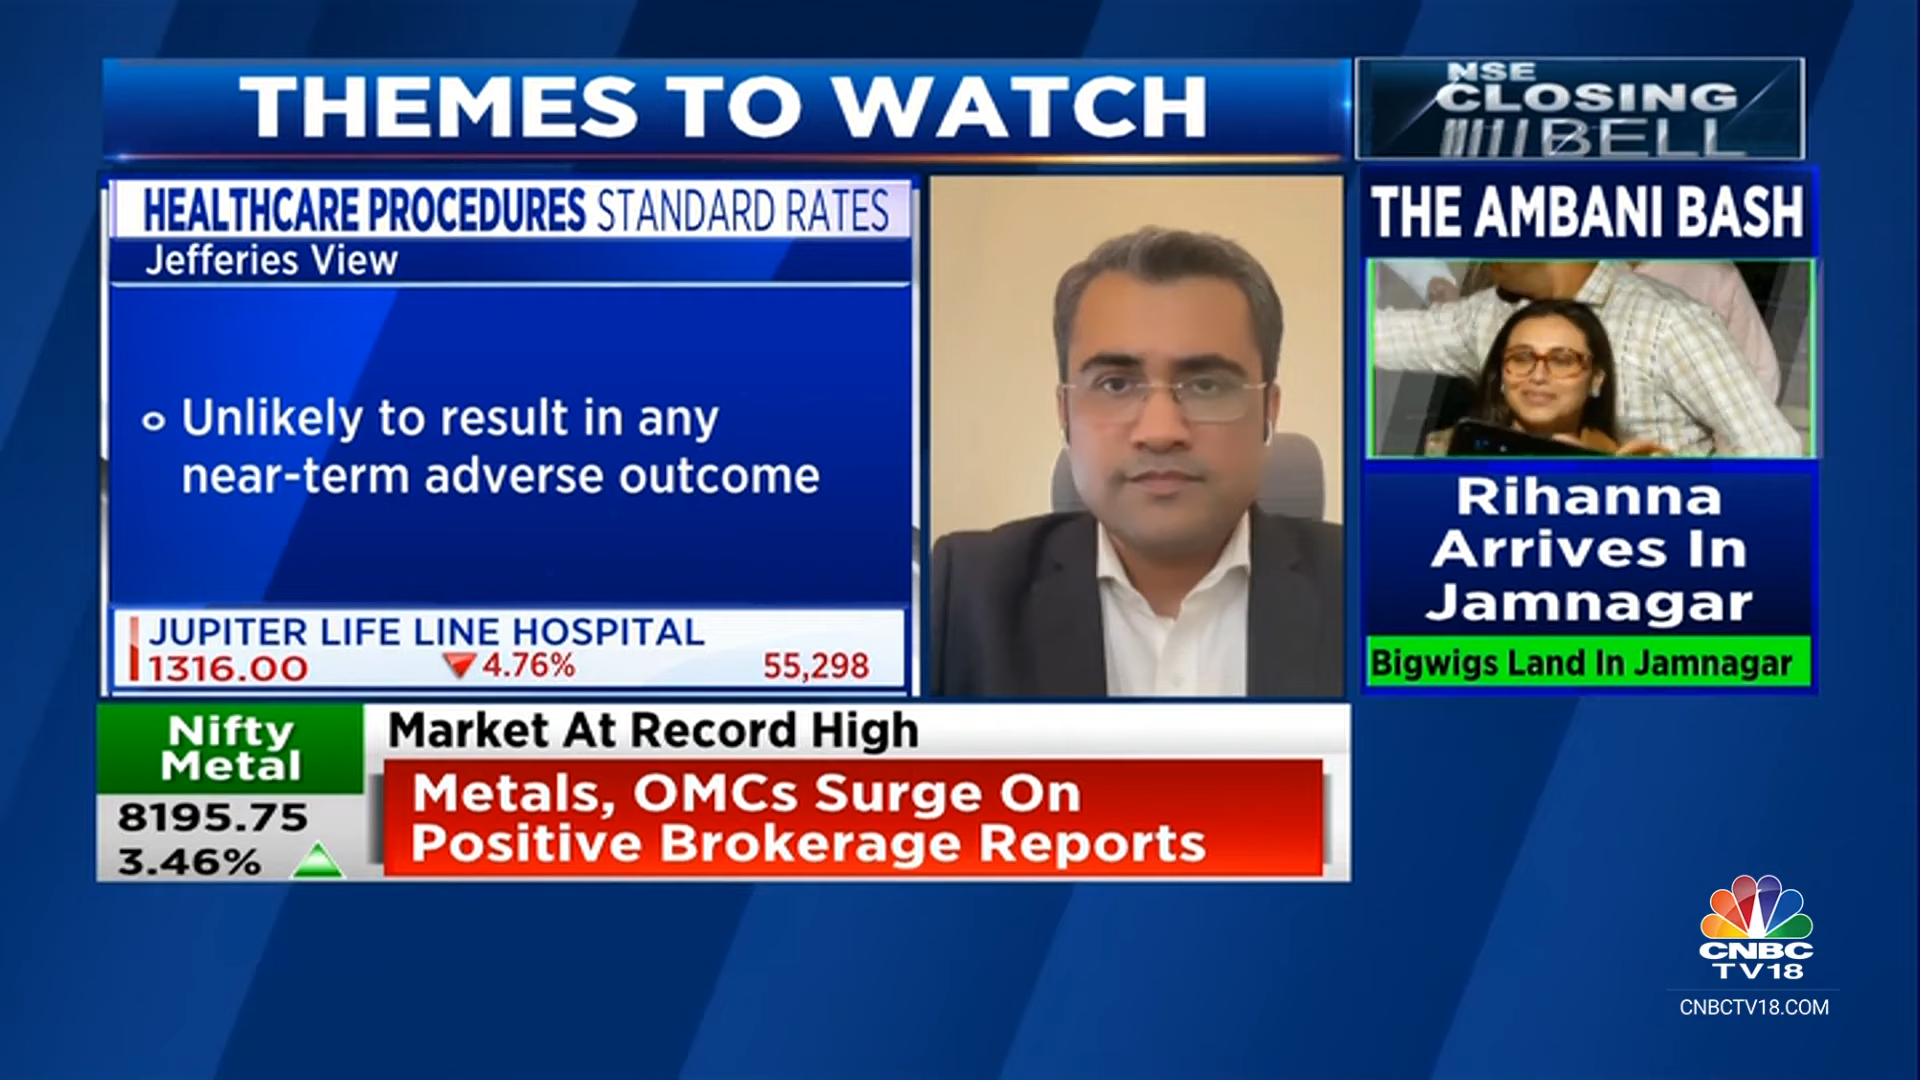 THEMES TO WATCH
NSE
CLOSING
BELL
HEALTHCARE PROCEDURES STANDARD RATES
Jefferies View
Unlikely to result in any
near-term adverse outcome
JUPITER LIFE LINE HOSPITAL
1316.00 4.76% 55,298
THE AMBANI BASH
Rihanna
Arrives In
Jamnagar
Bigwigs Land In Jamnagar
Nifty
Metal
8195.75
3.46%
Market At Record High
Metals, OMCs Surge On
Positive Brokerage Reports
CNBC
TV18
CNBCTV18.COM